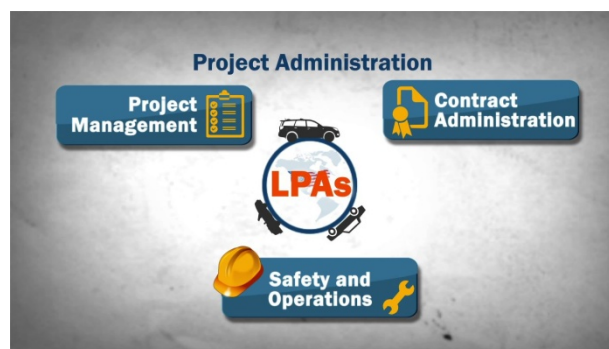 Project Administration
Project
Management
Contract
Administration
LPAs
Safety and
Operations